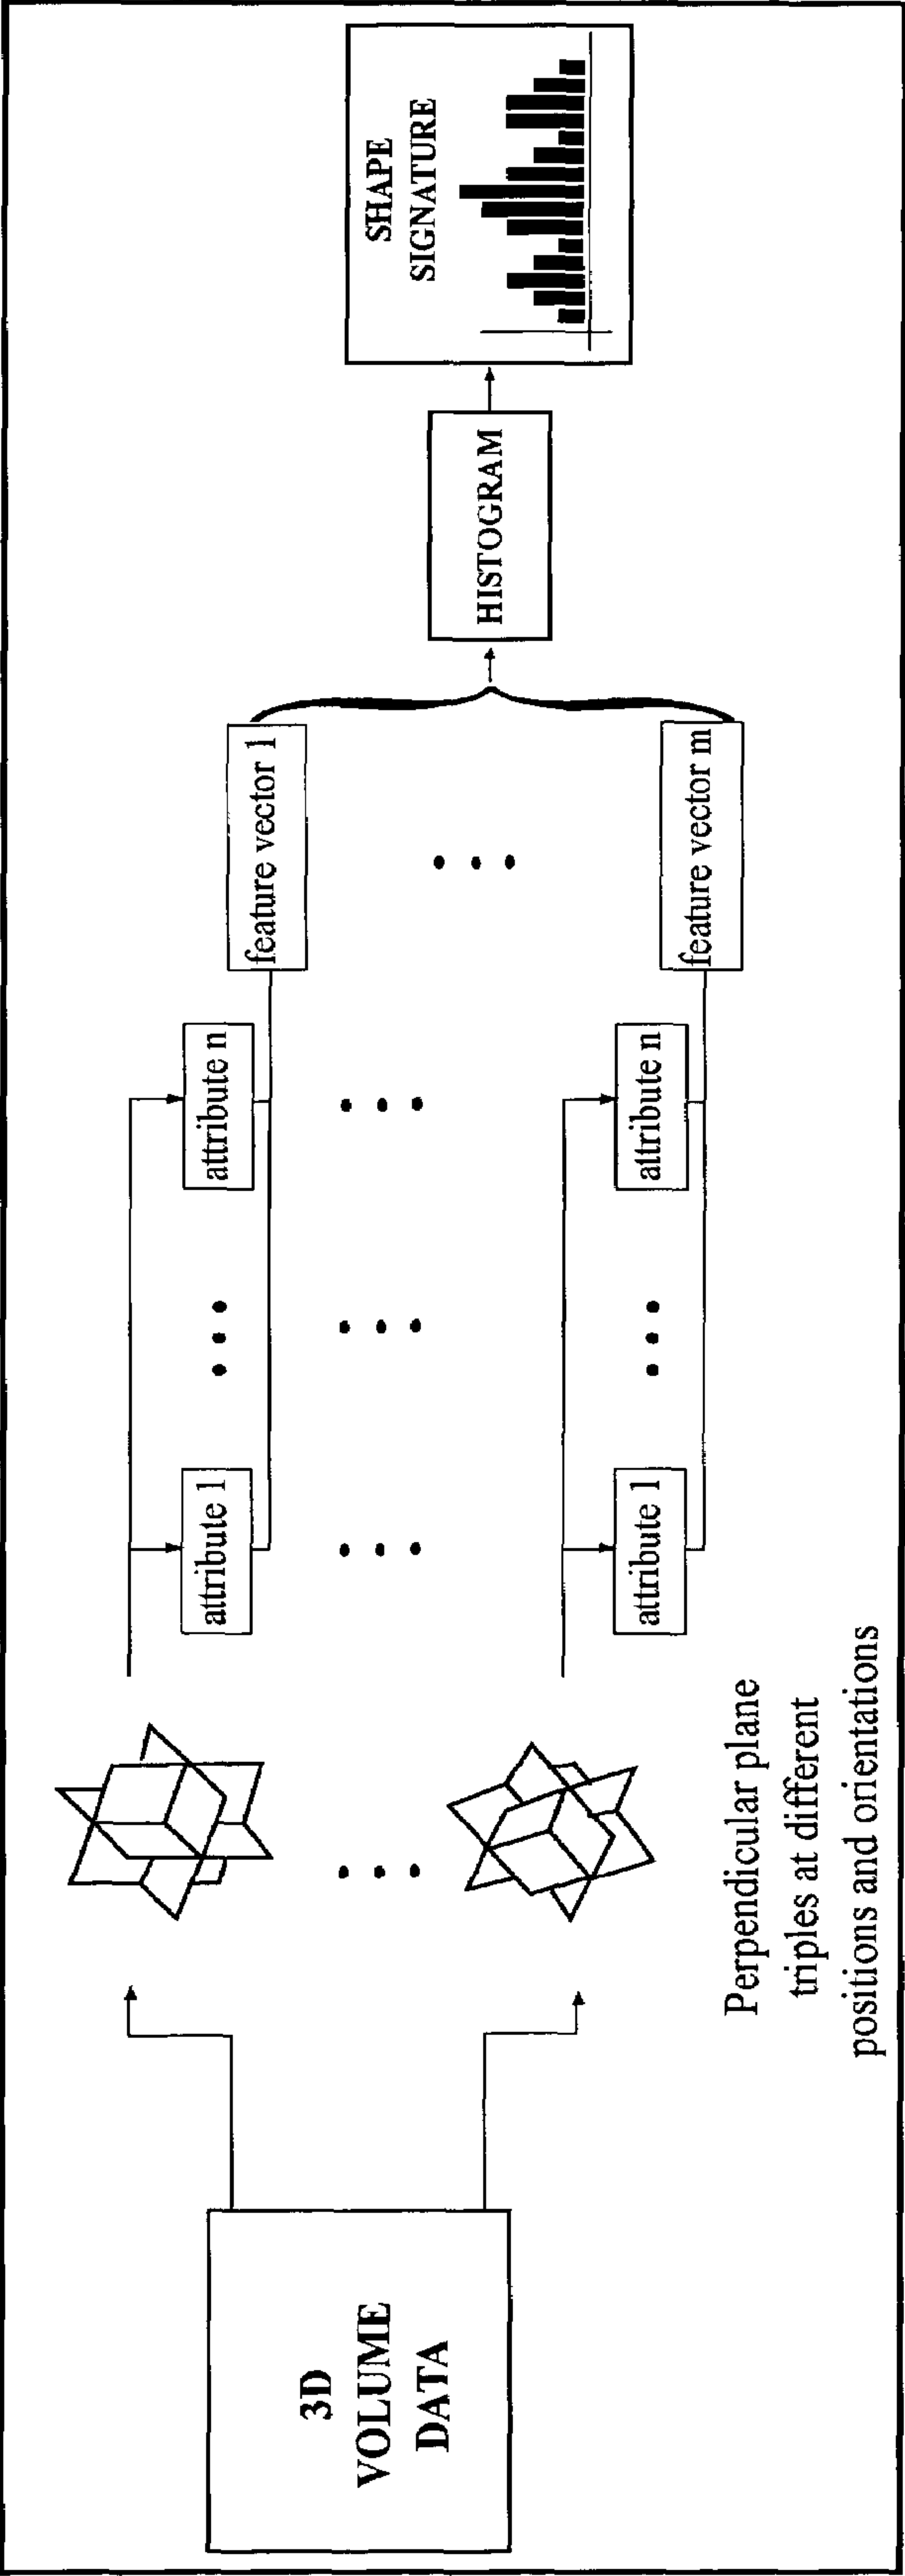 3D
VOLUME
DATA
Perpendicular plane
triples at different
positions and orientations
attribute 1
attribute n
feature vector 1
attribute 1
attribute n
feature vector m
HISTOGRAM
SHAPE
SIGNATURE